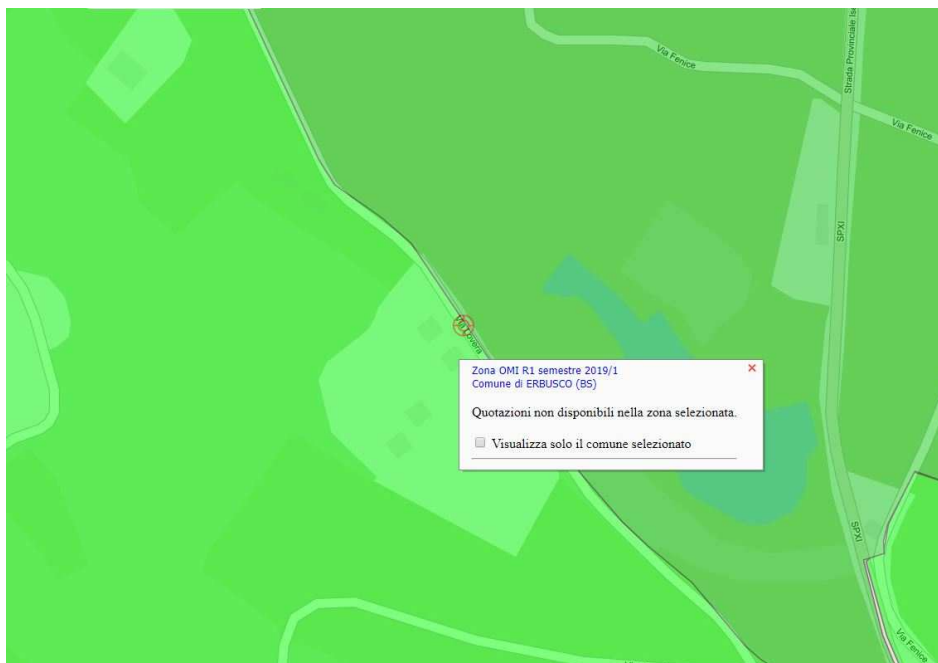 Via Fenice
Strada Provinciale Ise
Via Fenice
SPXI
Zona OMI R1 semestre 2019/1
Comune di ERBUSCO (BS)
Quotazioni non disponibili nella zona selezionata.
Visualizza solo il comune selezionato
SPXI
Via Fenice